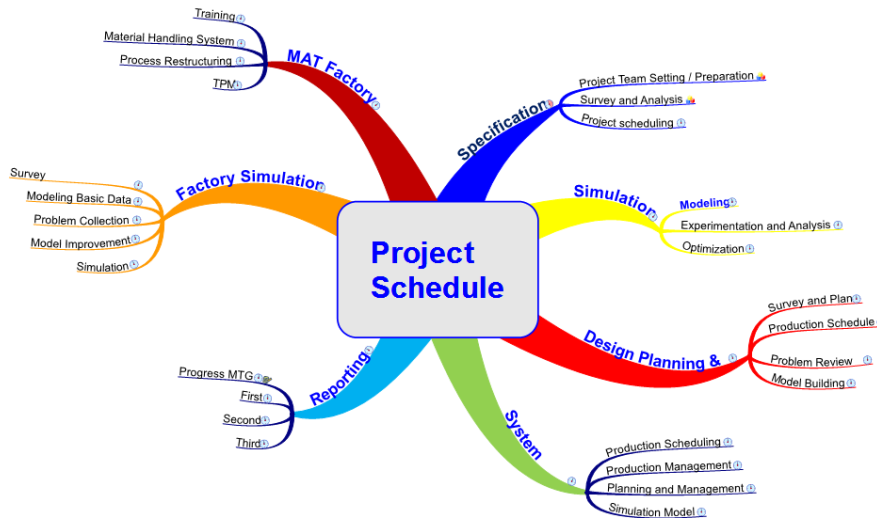 Project
Schedule
Specification
Project Team Setting / Preparation
Survey and Analysis
Project scheduling
Simulation
Modeling
Experimentation and Analysis
Optimization
Design Planning &
Survey and Plan
Production Schedule
Problem Review
Model Building
System
Production Scheduling
Production Management
Planning and Management
Simulation Model
Reporting
Progress MTG
First
Second
Third
Factory Simulation
Survey
Modeling Basic Data
Problem Collection
Model Improvement
Simulation
MAT Factory
Training
Material Handling System
Process Restructuring
TPM